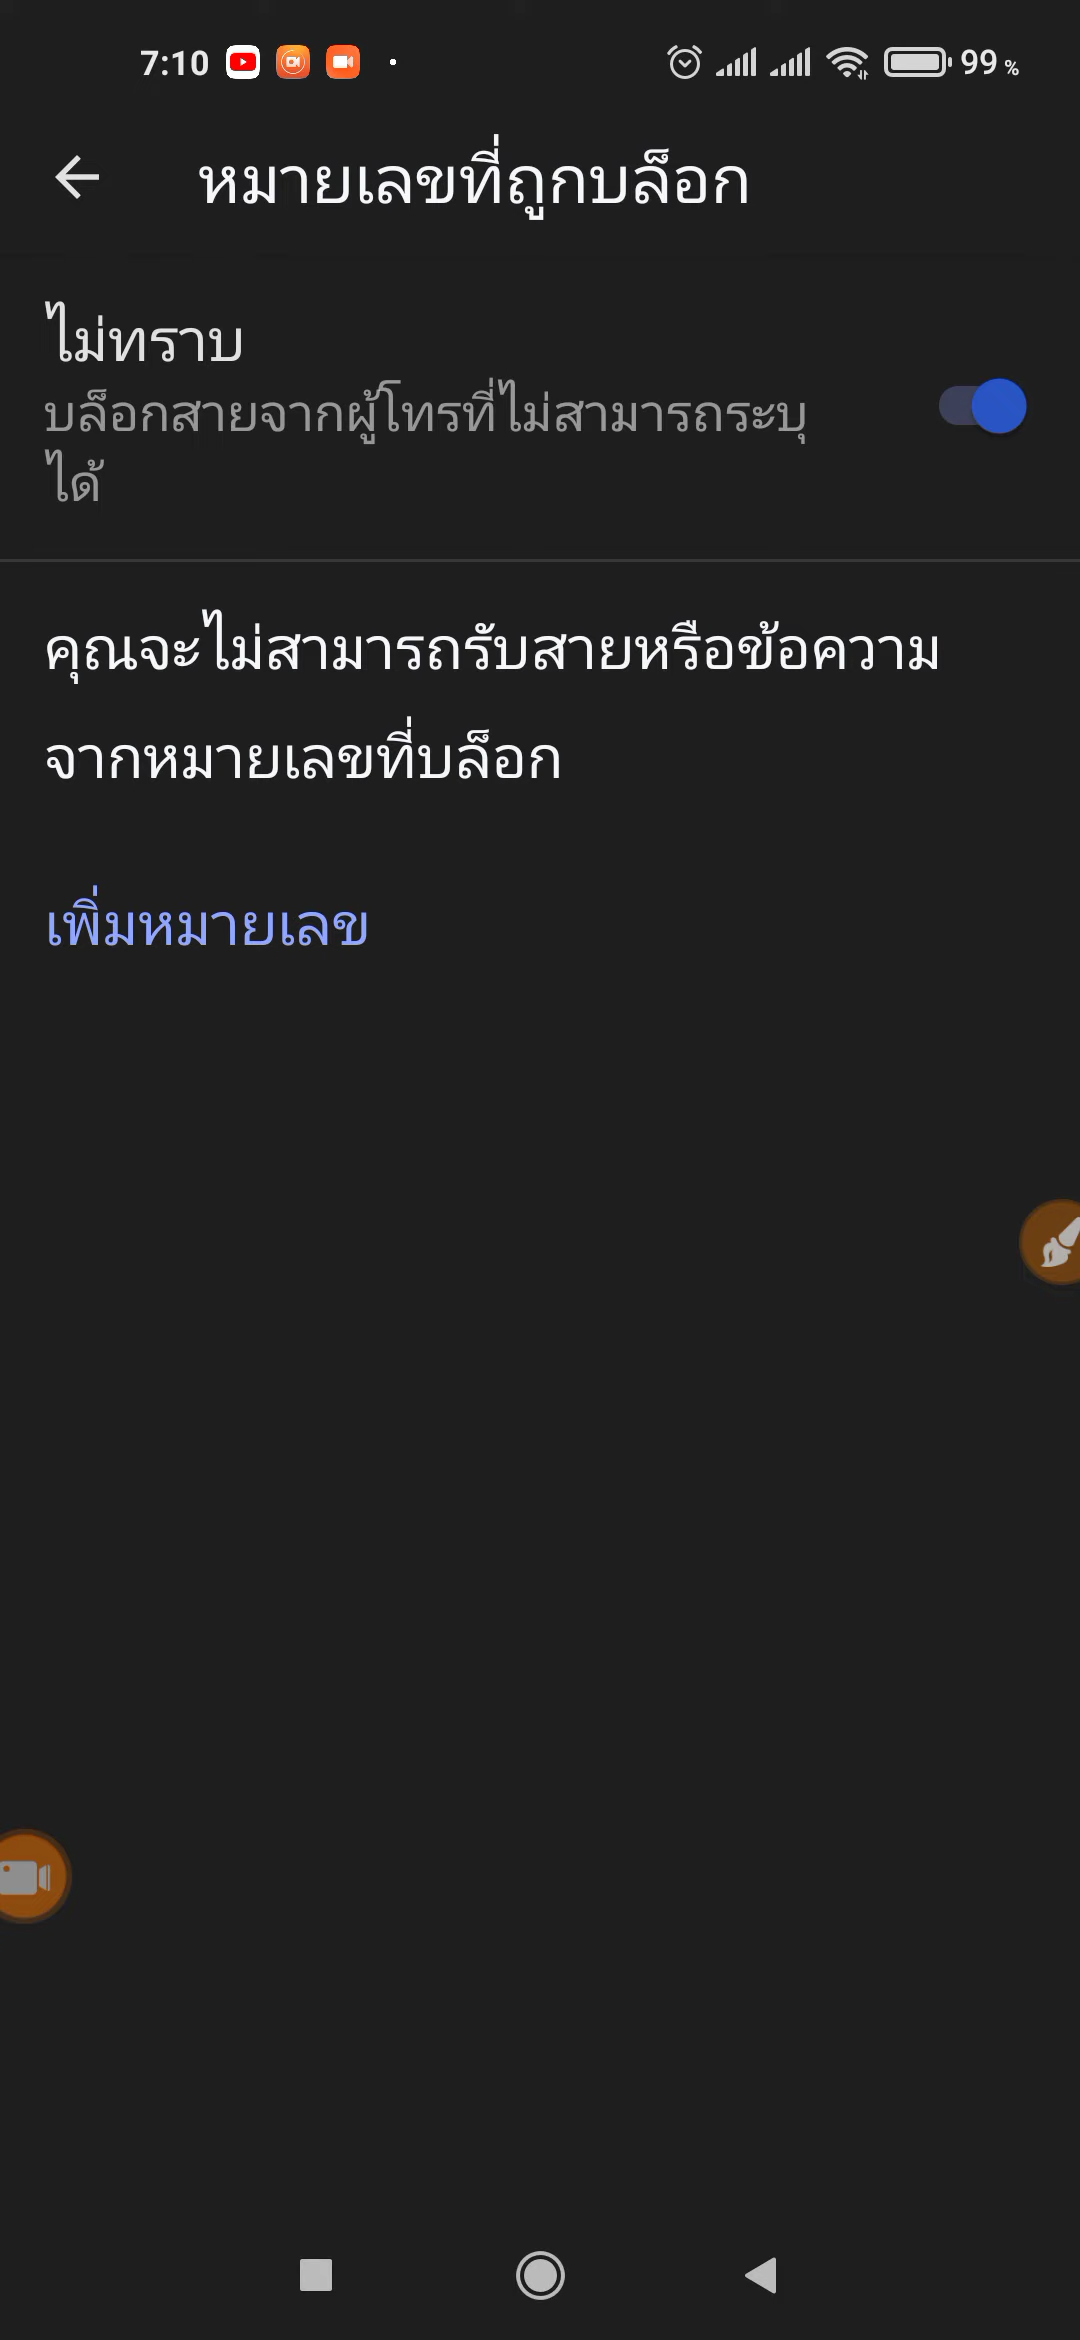 7:10
99 %
หมายเลขที่ถูกบล็อก
ไม่ทราบ
บล็อกสายจากผู้โทรที่ไม่สามารถระบุ
ได้
คุณจะไม่สามารถรับสายหรือข้อความ
จากหมายเลขที่บล็อก
เพิ่มหมายเลข